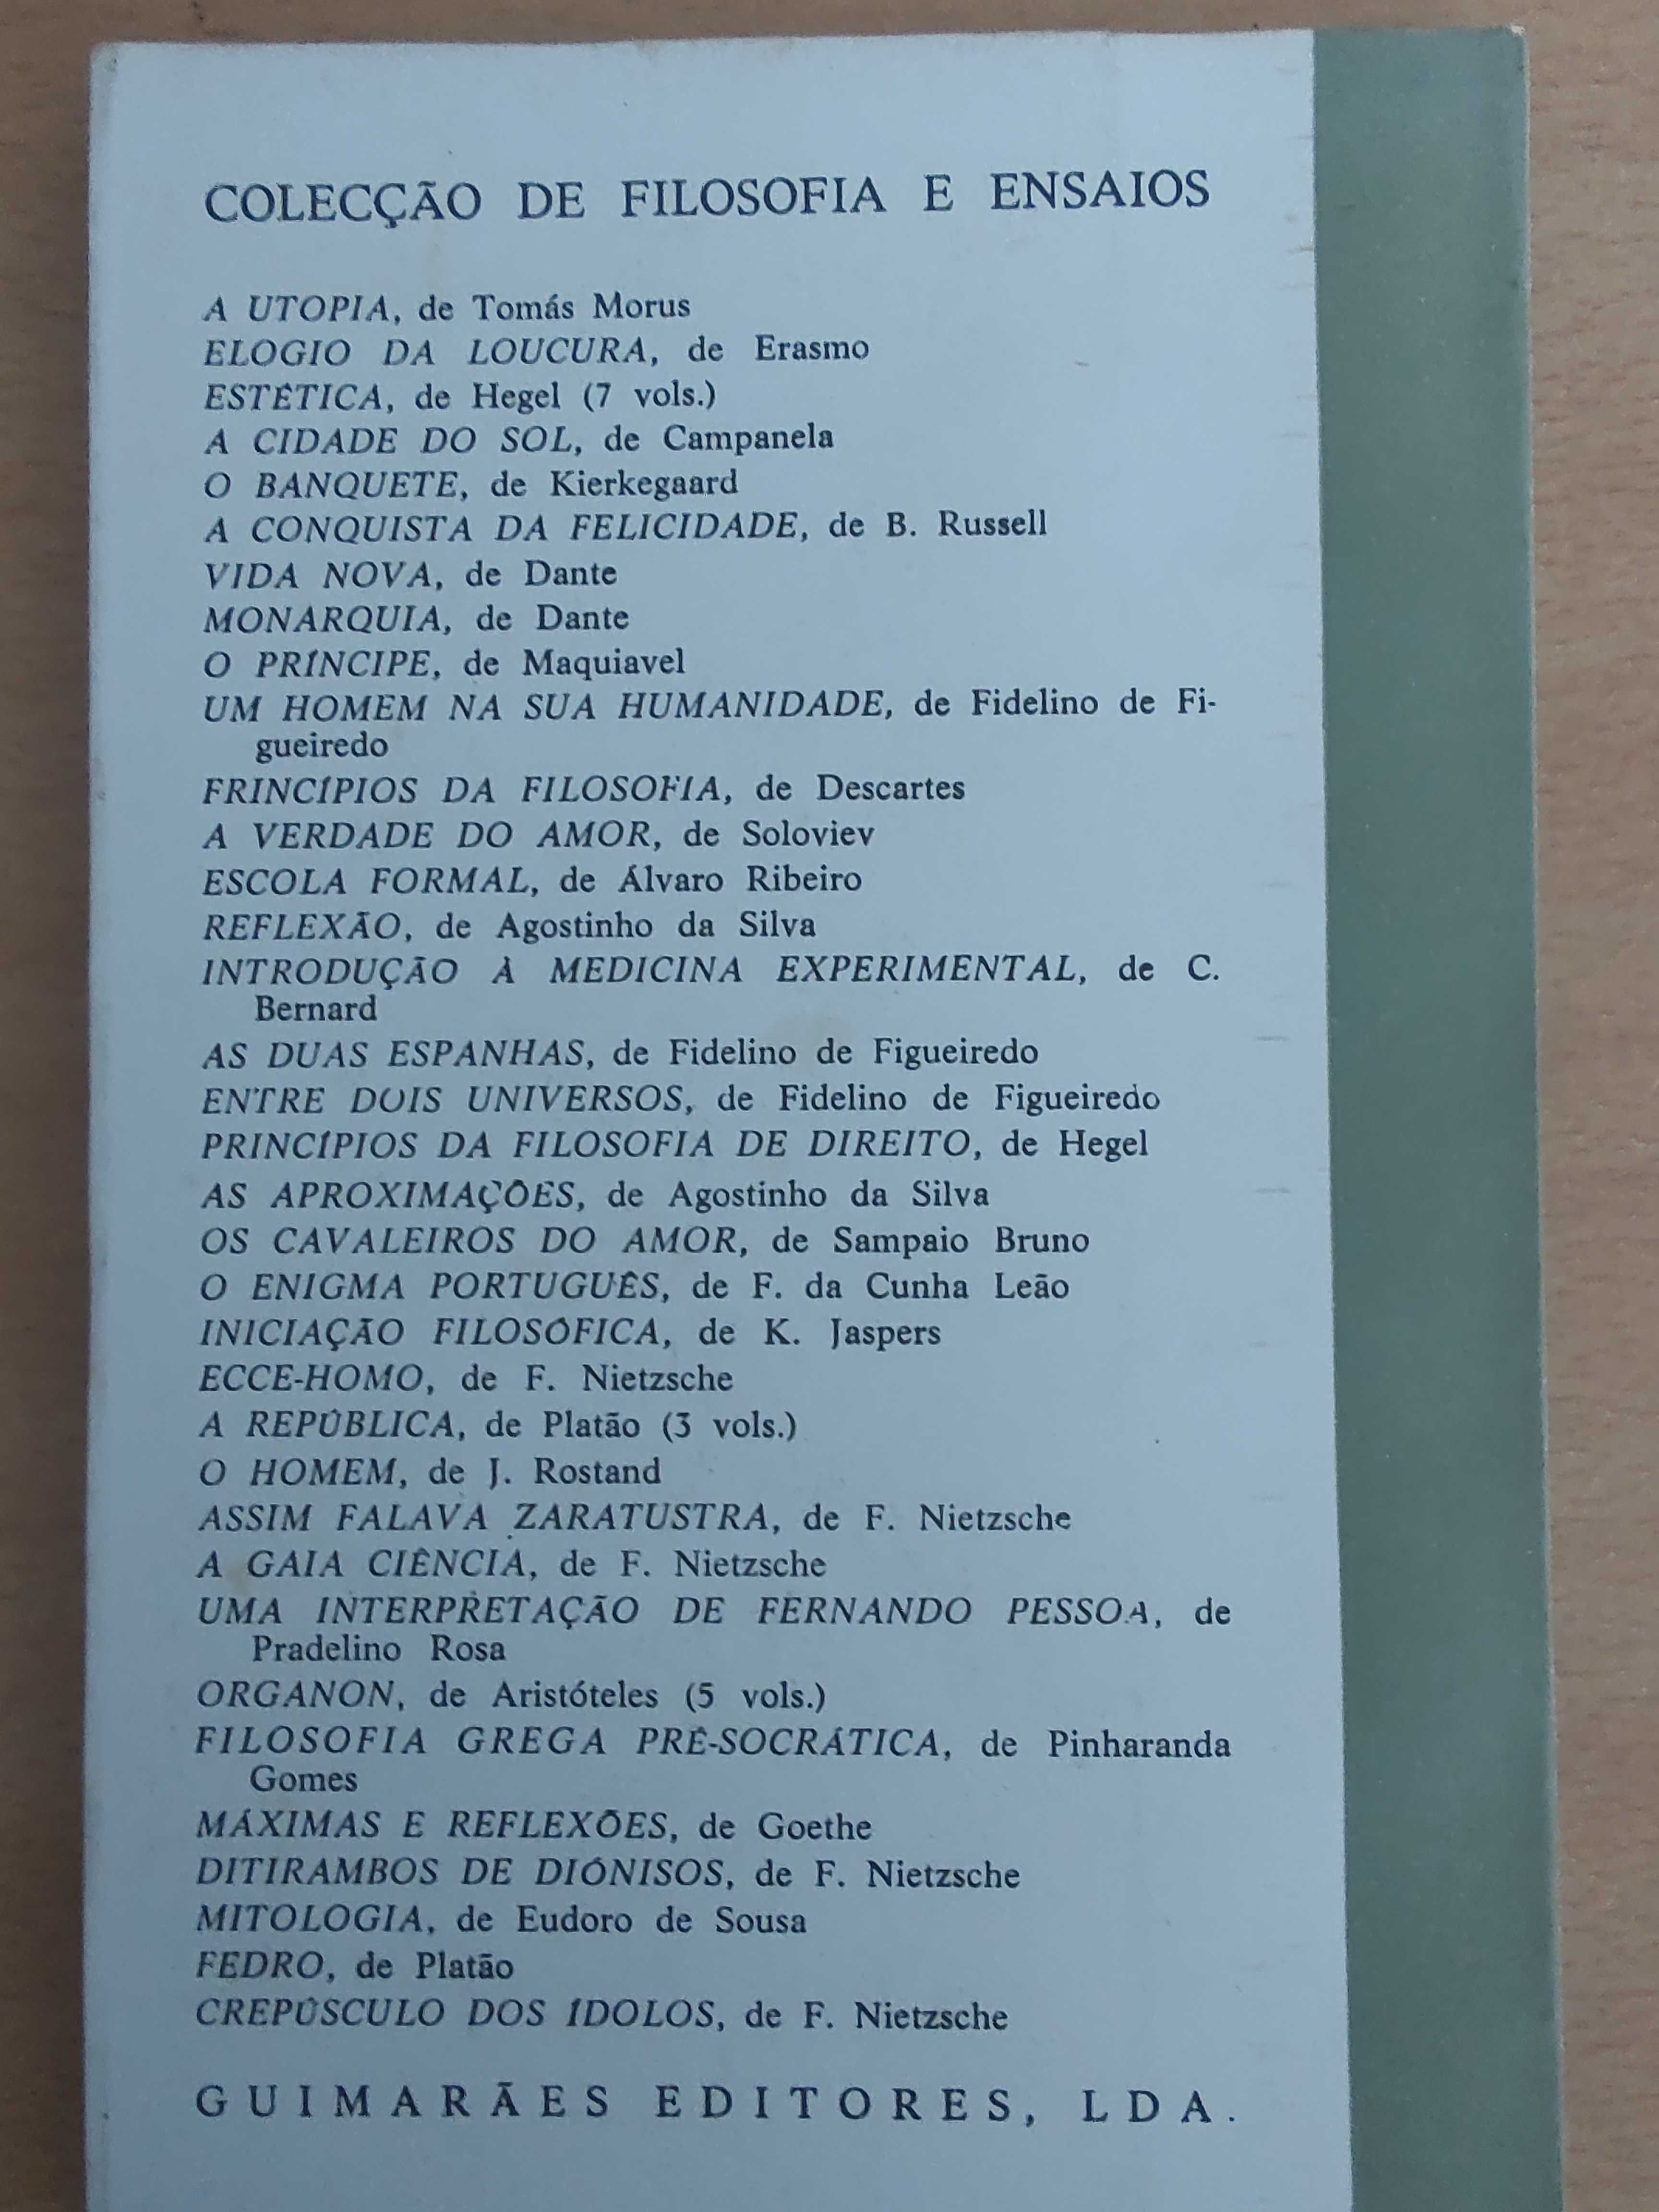 COLECÇÃO DE FILOSOFIA E ENSAIOS
A UTOPIA, de Tomás Morus
ELOGIO DA LOUCURA, de Erasmo
ESTÉTICA, de Hegel (7 vols.)
A CIDADE DO SOL, de Campanela
O BANQUETE, de Kierkegaard
A CONQUISTA DA FELICIDADE, de B. Russell
VIDA NOVA, de Dante
MONARQUIA, de Dante
O PRÍNCIPE, de Maquiavel
UM HOMEM NA SUA HUMANIDADE, de Fidelino de Fi-
gueiredo
FRINCÍPIOS DA FILOSOFIA, de Descartes
A VERDADE DO AMOR, de Soloviev
ESCOLA FORMAL, de Álvaro Ribeiro
REFLEXÃO, de Agostinho da Silva
INTRODUÇÃO À MEDICINA EXPERIMENTAL, de C.
Bernard
AS DUAS ESPANHAS, de Fidelino de Figueiredo
ENTRE DOIS UNIVERSOS, de Fidelino de Figueiredo
PRINCÍPIOS DA FILOSOFIA DE DIREITO, de Hegel
AS APROXIMAÇÕES, de Agostinho da Silva
OS CAVALEIROS DO AMOR, de Sampaio Bruno
O ENIGMA PORTUGUÊS, de F. da Cunha Leão
INICIAÇÃO FILOSÓFICA, de K. Jaspers
ECCE-HOMO, de F. Nietzsche
A REPÚBLICA, de Platão (3 vols.)
O HOMEM, de J. Rostand
ASSIM FALAVA ZARATUSTRA, de F. Nietzsche
A GAIA CIÊNCIA, de F. Nietzsche
UMA INTERPRETAÇÃO DE FERNANDO PESSOA, de
Pradelino Rosa
ORGANON, de Aristóteles (5 vols.)
FILOSOFIA GREGA PRÉ-SOCRÁTICA, de Pinharanda
Gomes
MÁXIMAS E REFLEXÕES, de Goethe
DITIRAMBOS DE DIÓNISOS, de F. Nietzsche
MITOLOGIA, de Eudoro de Sousa
FEDRO, de Platão
CREPÚSCULO DOS ÍDOLOS, de F. Nietzsche
GUIMARÃES EDITORES, LDA.